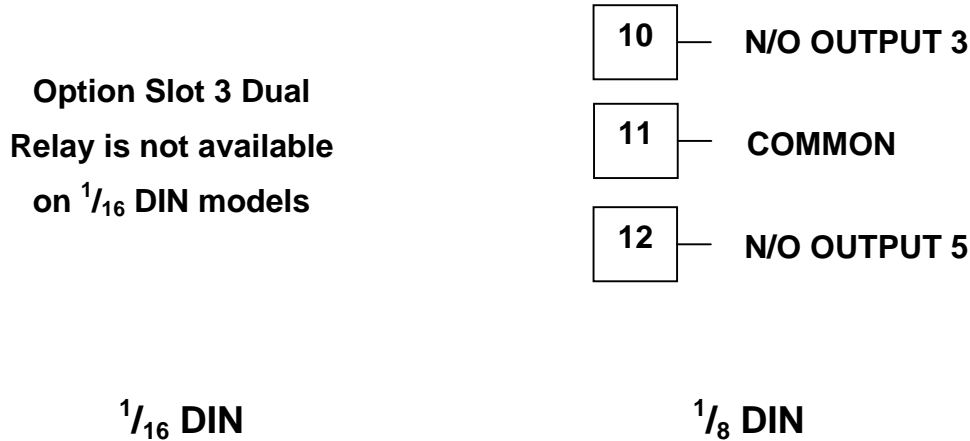 Option Slot 3 Dual
Relay is not available
on 1/16 DIN models
10 N/O OUTPUT 3
11 COMMON
12 N/O OUTPUT 5
1/16 DIN
1/8 DIN